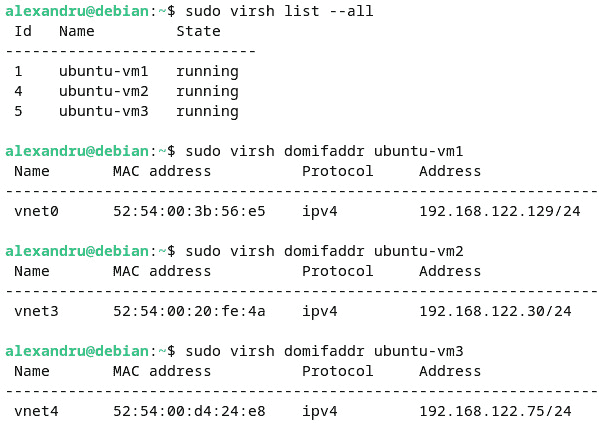 alexandru@debian:~$ sudo virsh list --all
 Id   Name         State
----------------------------
 1    ubuntu-vm1   running
 4    ubuntu-vm2   running
 5    ubuntu-vm3   running

alexandru@debian:~$ sudo virsh domifaddr ubuntu-vm1
 Name       MAC address          Protocol     Address
------------------------------------------------------------------
 vnet0      52:54:00:3b:56:e5    ipv4         192.168.122.129/24

alexandru@debian:~$ sudo virsh domifaddr ubuntu-vm2
 Name       MAC address          Protocol     Address
------------------------------------------------------------------
 vnet3      52:54:00:20:fe:4a    ipv4         192.168.122.30/24

alexandru@debian:~$ sudo virsh domifaddr ubuntu-vm3
 Name       MAC address          Protocol     Address
------------------------------------------------------------------
 vnet4      52:54:00:d4:24:e8    ipv4         192.168.122.75/24